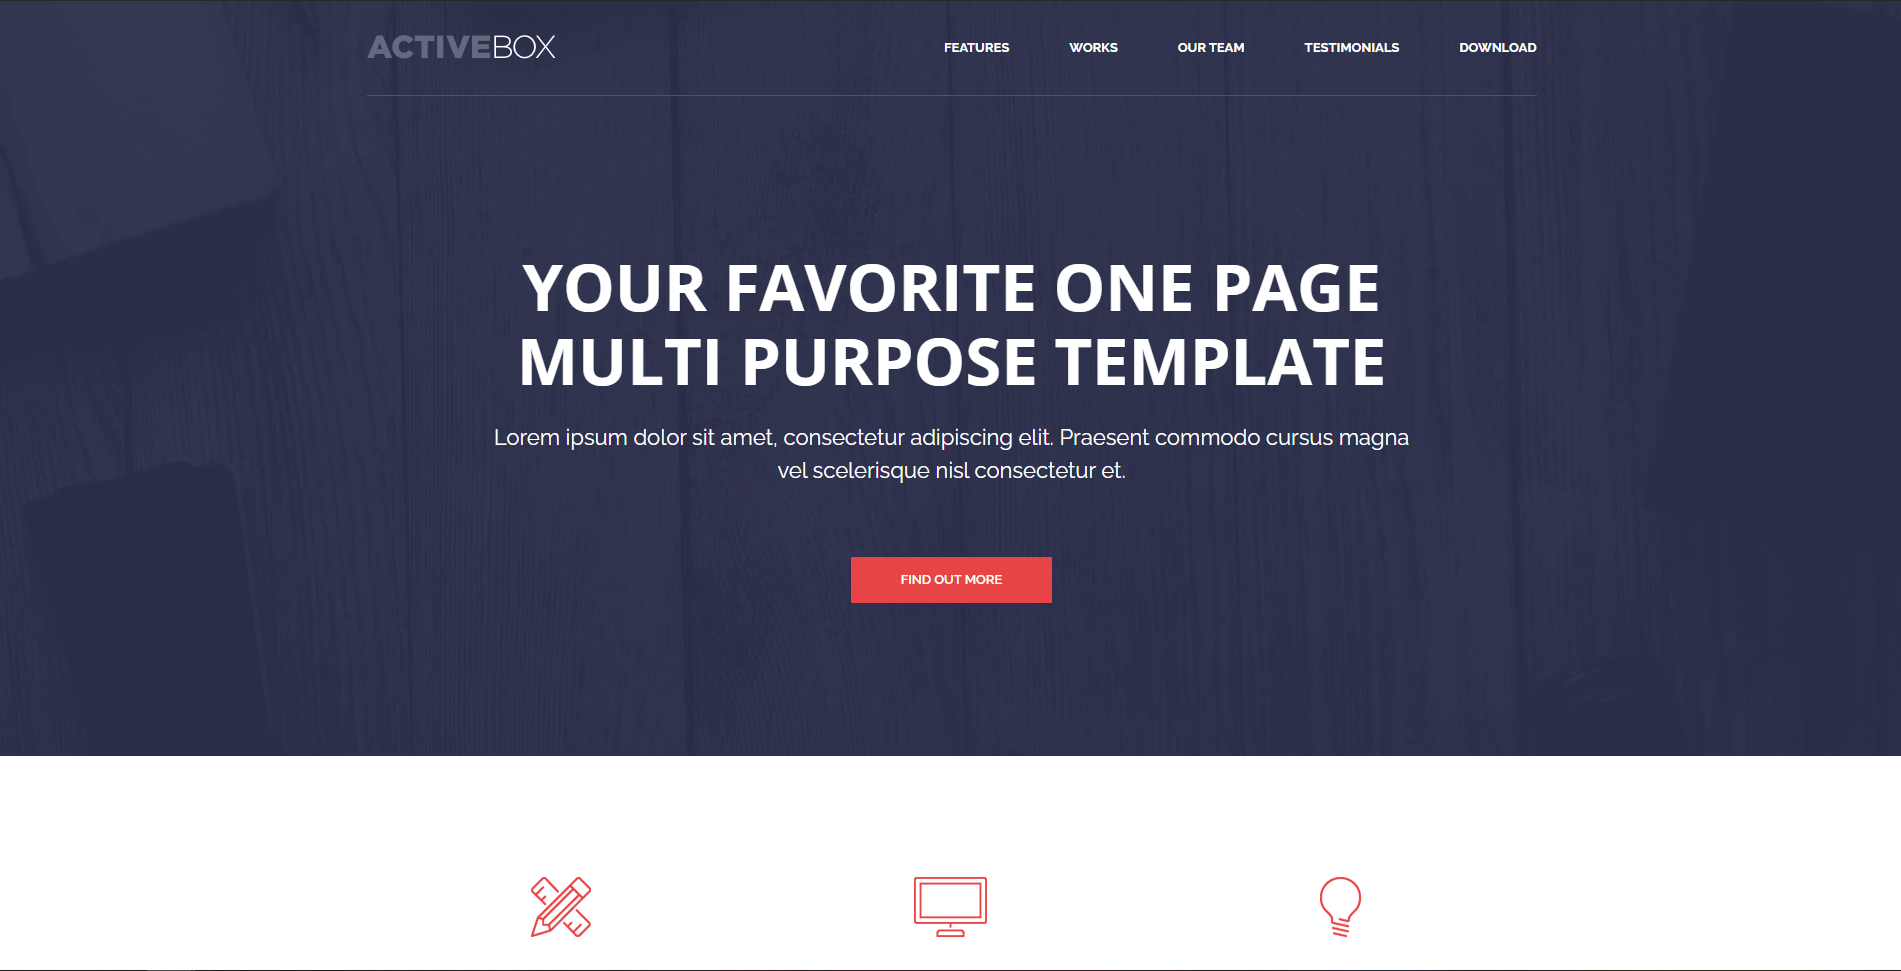 ACTIVEBOX
FEATURES WORKS OUR TEAM TESTIMONIALS DOWNLOAD
YOUR FAVORITE ONE PAGE
MULTI PURPOSE TEMPLATE
Lorem ipsum dolor sit amet, consectetur adipiscing elit. Praesent commodo cursus magna
vel scelerisque nisl consectetur et.
FIND OUT MORE